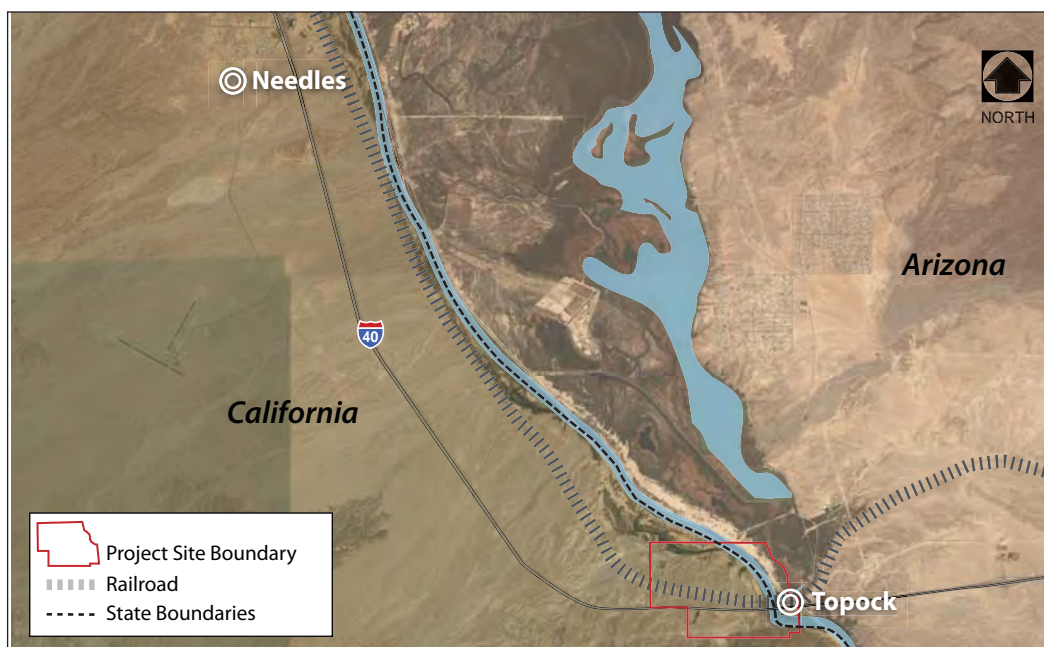 Needles
NORTH
Arizona
40
California
Topock
Project Site Boundary
Railroad
State Boundaries